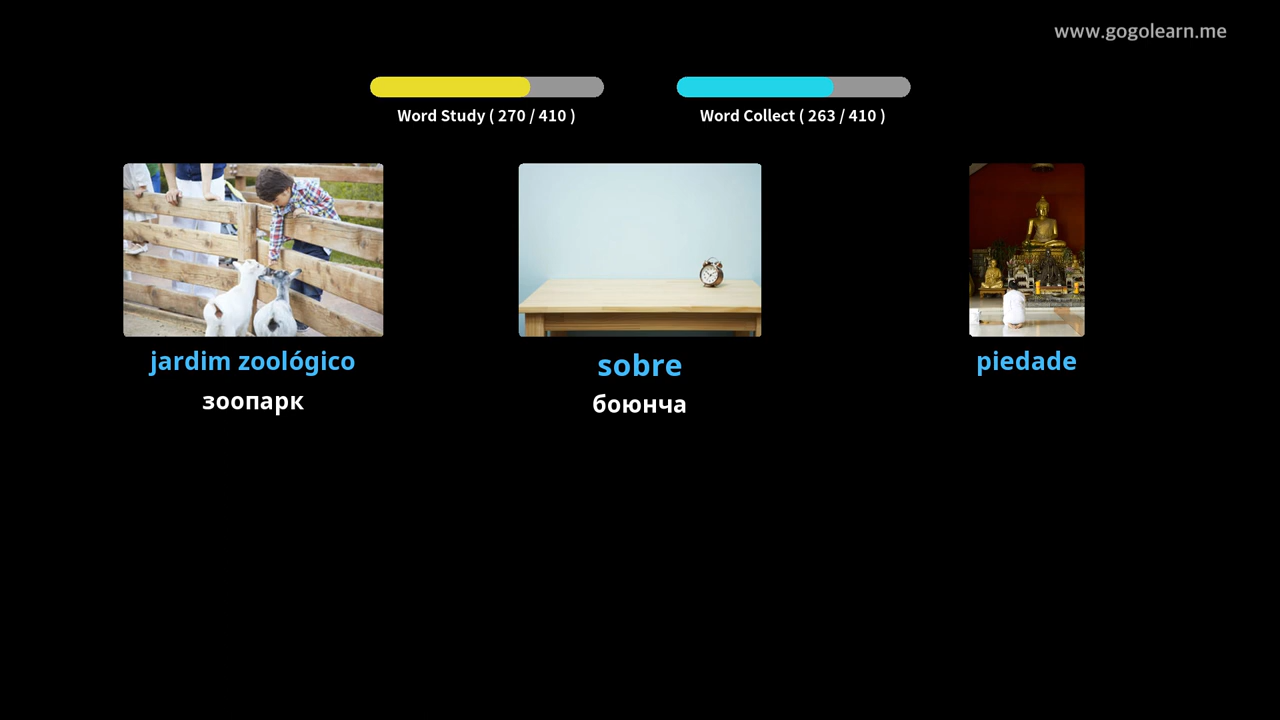 www.gogolearn.me
Word Study ( 270 / 410 )
Word Collect ( 263 / 410 )
jardim zoológico
зоопарк
sobre
боюнча
piedade